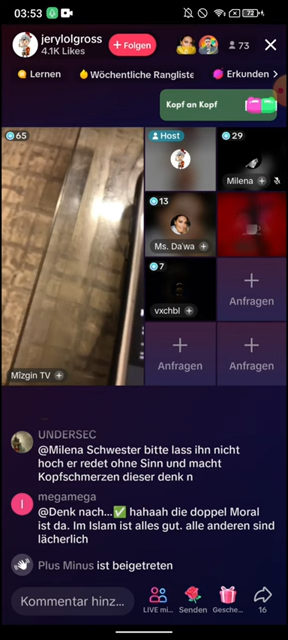 03:53
72
jerylolgross
4.1K Likes
+ Folgen
73
Lernen
Wöchentliche Rangliste
Erkunden
Kopf an Kopf
65
Host
29
Milena
13
Ms. Da'wa
7
vxchbl
Anfragen
Anfragen
Anfragen
Mîzgin TV
UNDERSEC
@Milena Schwester bitte lass ihn nicht
hoch er redet ohne Sinn und macht
Kopfschmerzen dieser denk n
megamega
@Denk nach...✅ hahaah die doppel Moral
ist da. Im Islam ist alles gut. alle anderen sind
lächerlich
Plus Minus ist beigetreten
Kommentar hinz...
LIVE mi...
Senden
Gesche...
16